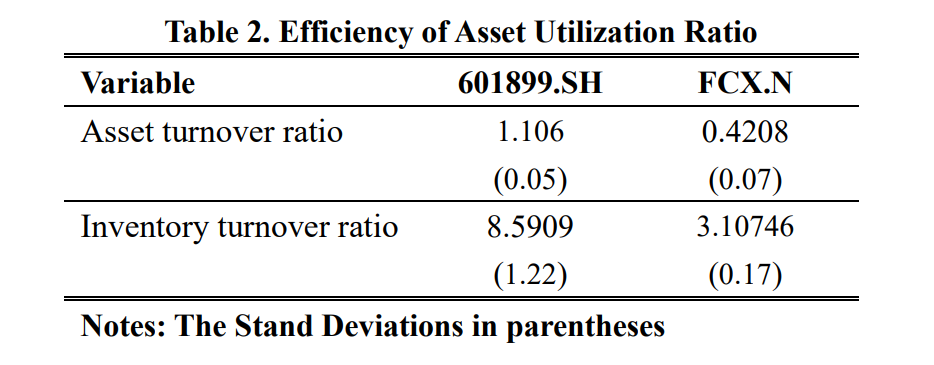 Table 2. Efficiency of Asset Utilization Ratio
Variable 601899.SH FCX.N
Asset turnover ratio 1.106 0.4208
(0.05) (0.07)
Inventory turnover ratio 8.5909 3.10746
(1.22) (0.17)
Notes: The Stand Deviations in parentheses